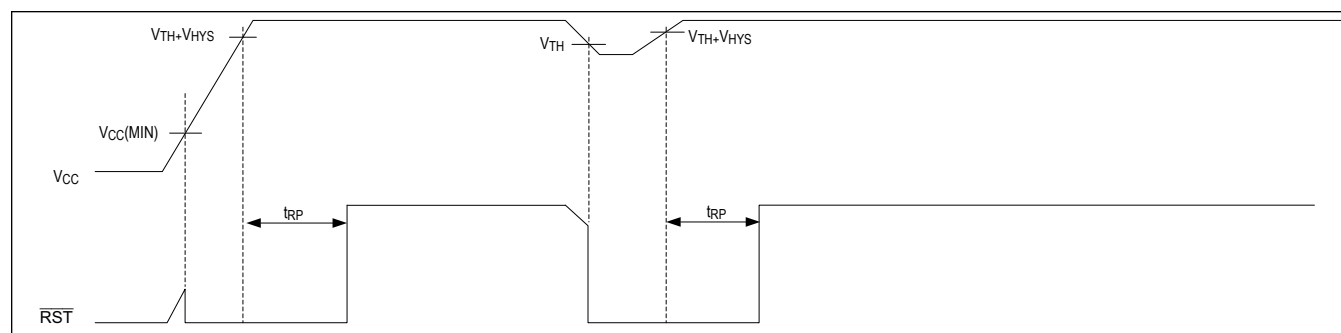 VTH+VHYS
VTH
VTH+VHYS
VCC(MIN)
VCC
tRP
tRP
RST